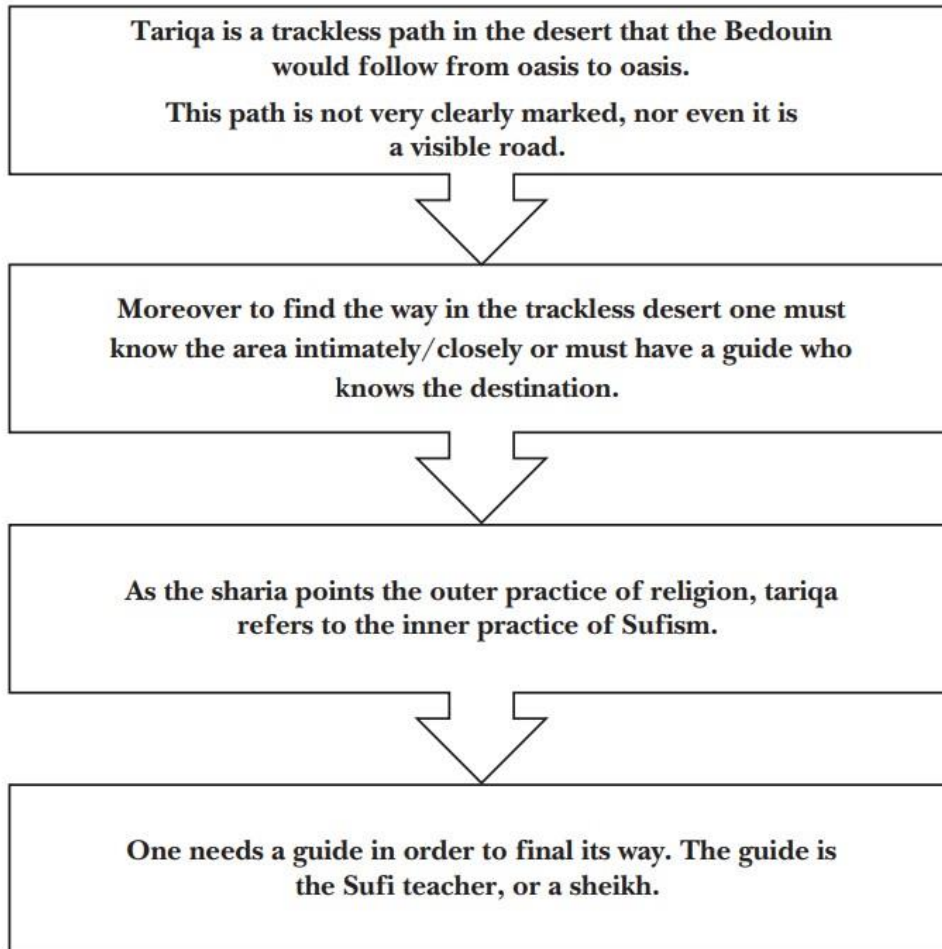 Tariqa is a trackless path in the desert that the Bedouin
would follow from oasis to oasis.
This path is not very clearly marked, nor even it is
a visible road.
Moreover to find the way in the trackless desert one must
know the area intimately/closely or must have a guide who
knows the destination.
As the sharia points the outer practice of religion, tariqa
refers to the inner practice of Sufism.
One needs a guide in order to final its way. The guide is
the Sufi teacher, or a sheikh.